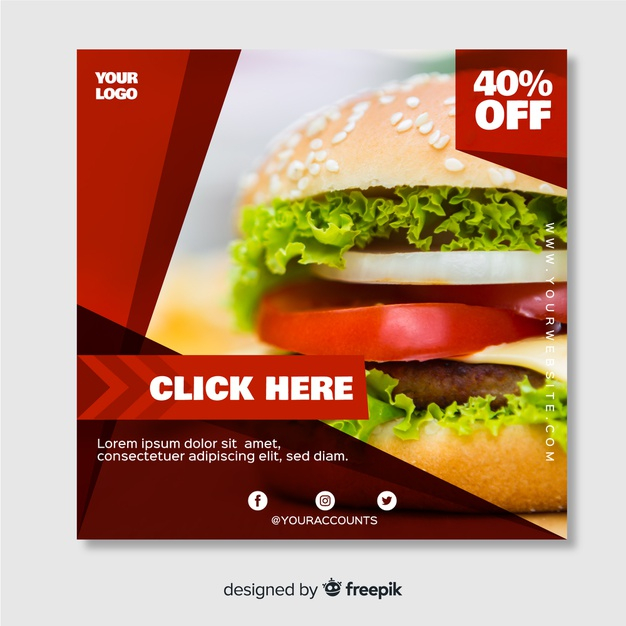 YOUR
LOGO
40%
OFF
WWW.YOURWEBSITE.COM
CLICK HERE
Lorem ipsum dolor sit amet,
consectetuer adipiscing elit, sed diam.
@YOURACCOUNTS
designed by freepik